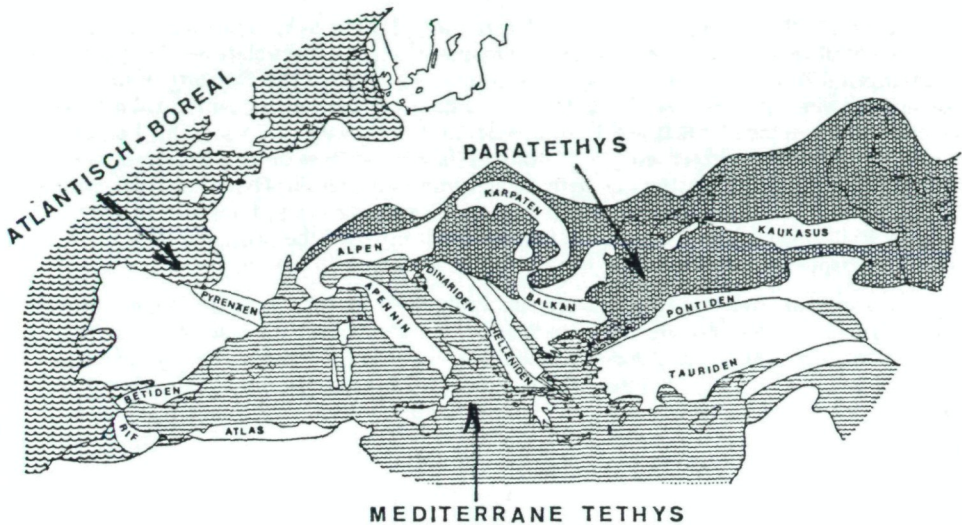 ATLANTISCH-BOREAL
PARATETHYS
KARPATEN
KAUKASUS
ALPEN
DINARIDEN
PYRENÄEN
APENNIN
BALKAN
PONTIDEN
HELLENIDEN
TAURIDEN
BETIDEN
RIF
ATLAS
MEDITERRANE TETHYS